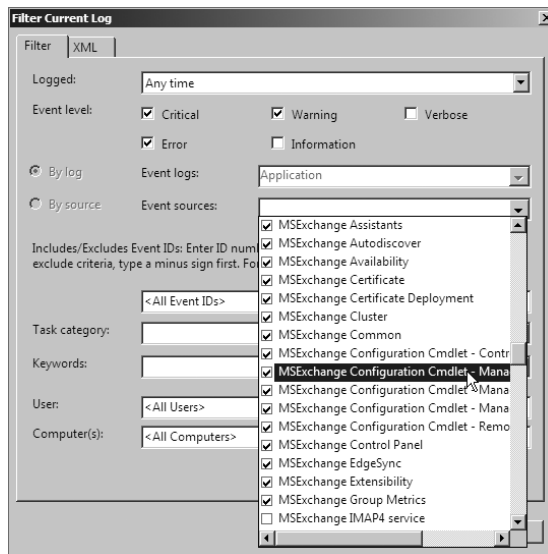 Filter Current Log
Filter XML
Logged: Any time
Event level: Critical Warning Verbose
Error Information
By log Event logs: Application
By source Event sources:
MSExchange Assistants
MSExchange Autodiscover
Includes/Excludes Event IDs: Enter ID num
exclude criteria, type a minus sign first. Fo
MSExchange Availability
MSExchange Certificate
MSExchange Certificate Deployment
<All Event IDs>
MSExchange Cluster
Task category:
MSExchange Common
MSExchange Configuration Cmdlet - Contr
Keywords:
MSExchange Configuration Cmdlet - Mana
MSExchange Configuration Cmdlet - Mana
User: <All Users>
MSExchange Configuration Cmdlet - Mana
Computer(s): <All Computers>
MSExchange Configuration Cmdlet - Remo
MSExchange Control Panel
MSExchange EdgeSync
MSExchange Extensibility
MSExchange Group Metrics
MSExchange IMAP4 service